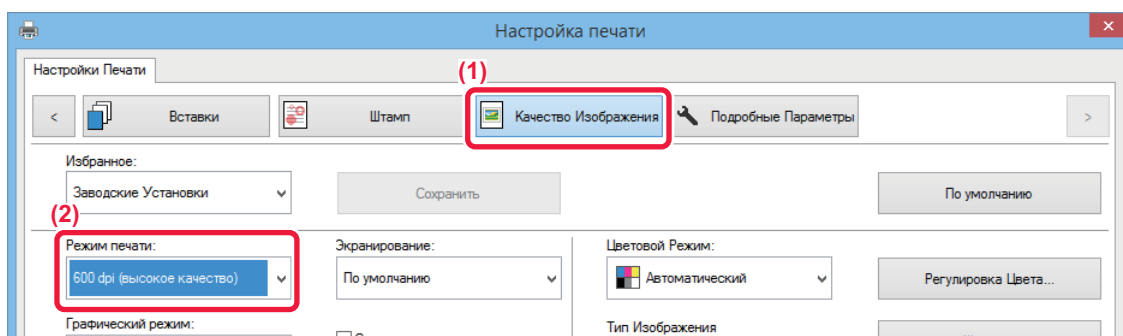 Настройка печати
Настройки Печати
(1)
< Вставки Штамп Качество Изображения Подробные Параметры >
Избранное:
Заводские Установки Сохранить По умолчанию
(2)
Режим печати: Экранирование: Цветовой Режим:
600 dpi (высокое качество) По умолчанию Автоматический Регулировка Цвета...
Графический режим: Тип Изображения